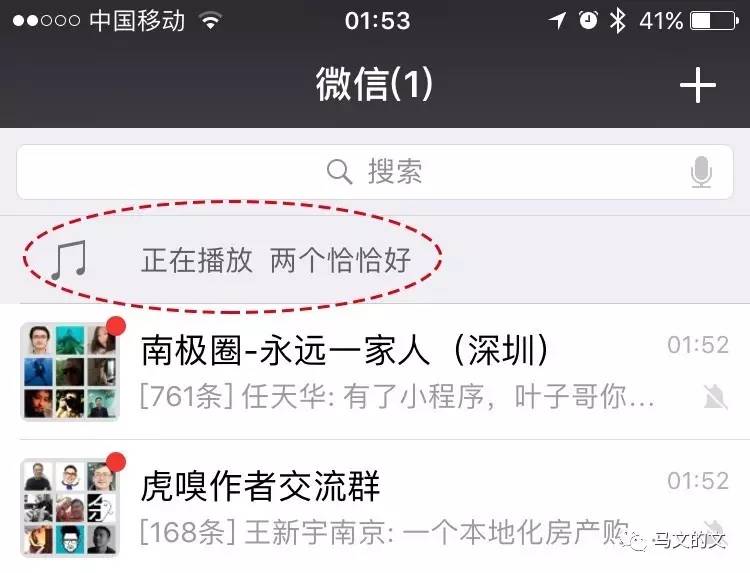 中国移动 01:53 41%
微信(1)
搜索
正在播放 两个恰恰好
南极圈-永远一家人（深圳） 01:52
[761条] 任天华: 有了小程序，叶子哥你...
虎嗅作者交流群 01:52
[168条] 王新宇南京: 一个本地化房产购...
马文的文